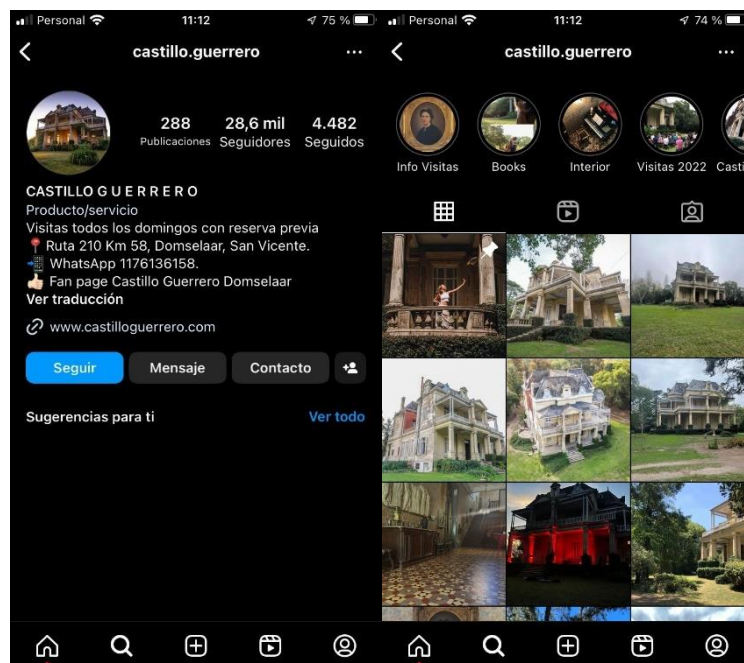 Personal 11:12 75 %
castillo.guerrero
288 28,6 mil 4.482
Publicaciones Seguidores Seguidos
CASTILLO G U E R R E R O
Producto/servicio
Visitas todos los domingos con reserva previa
📍 Ruta 210 Km 58, Domselaar, San Vicente.
📲 WhatsApp 1176136158.
👍🏻 Fan page Castillo Guerrero Domselaar
Ver traducción
www.castilloguerrero.com
Seguir Mensaje Contacto
Sugerencias para ti Ver todo
Personal 11:12 74 %
castillo.guerrero
Info Visitas Books Interior Visitas 2022 Casti